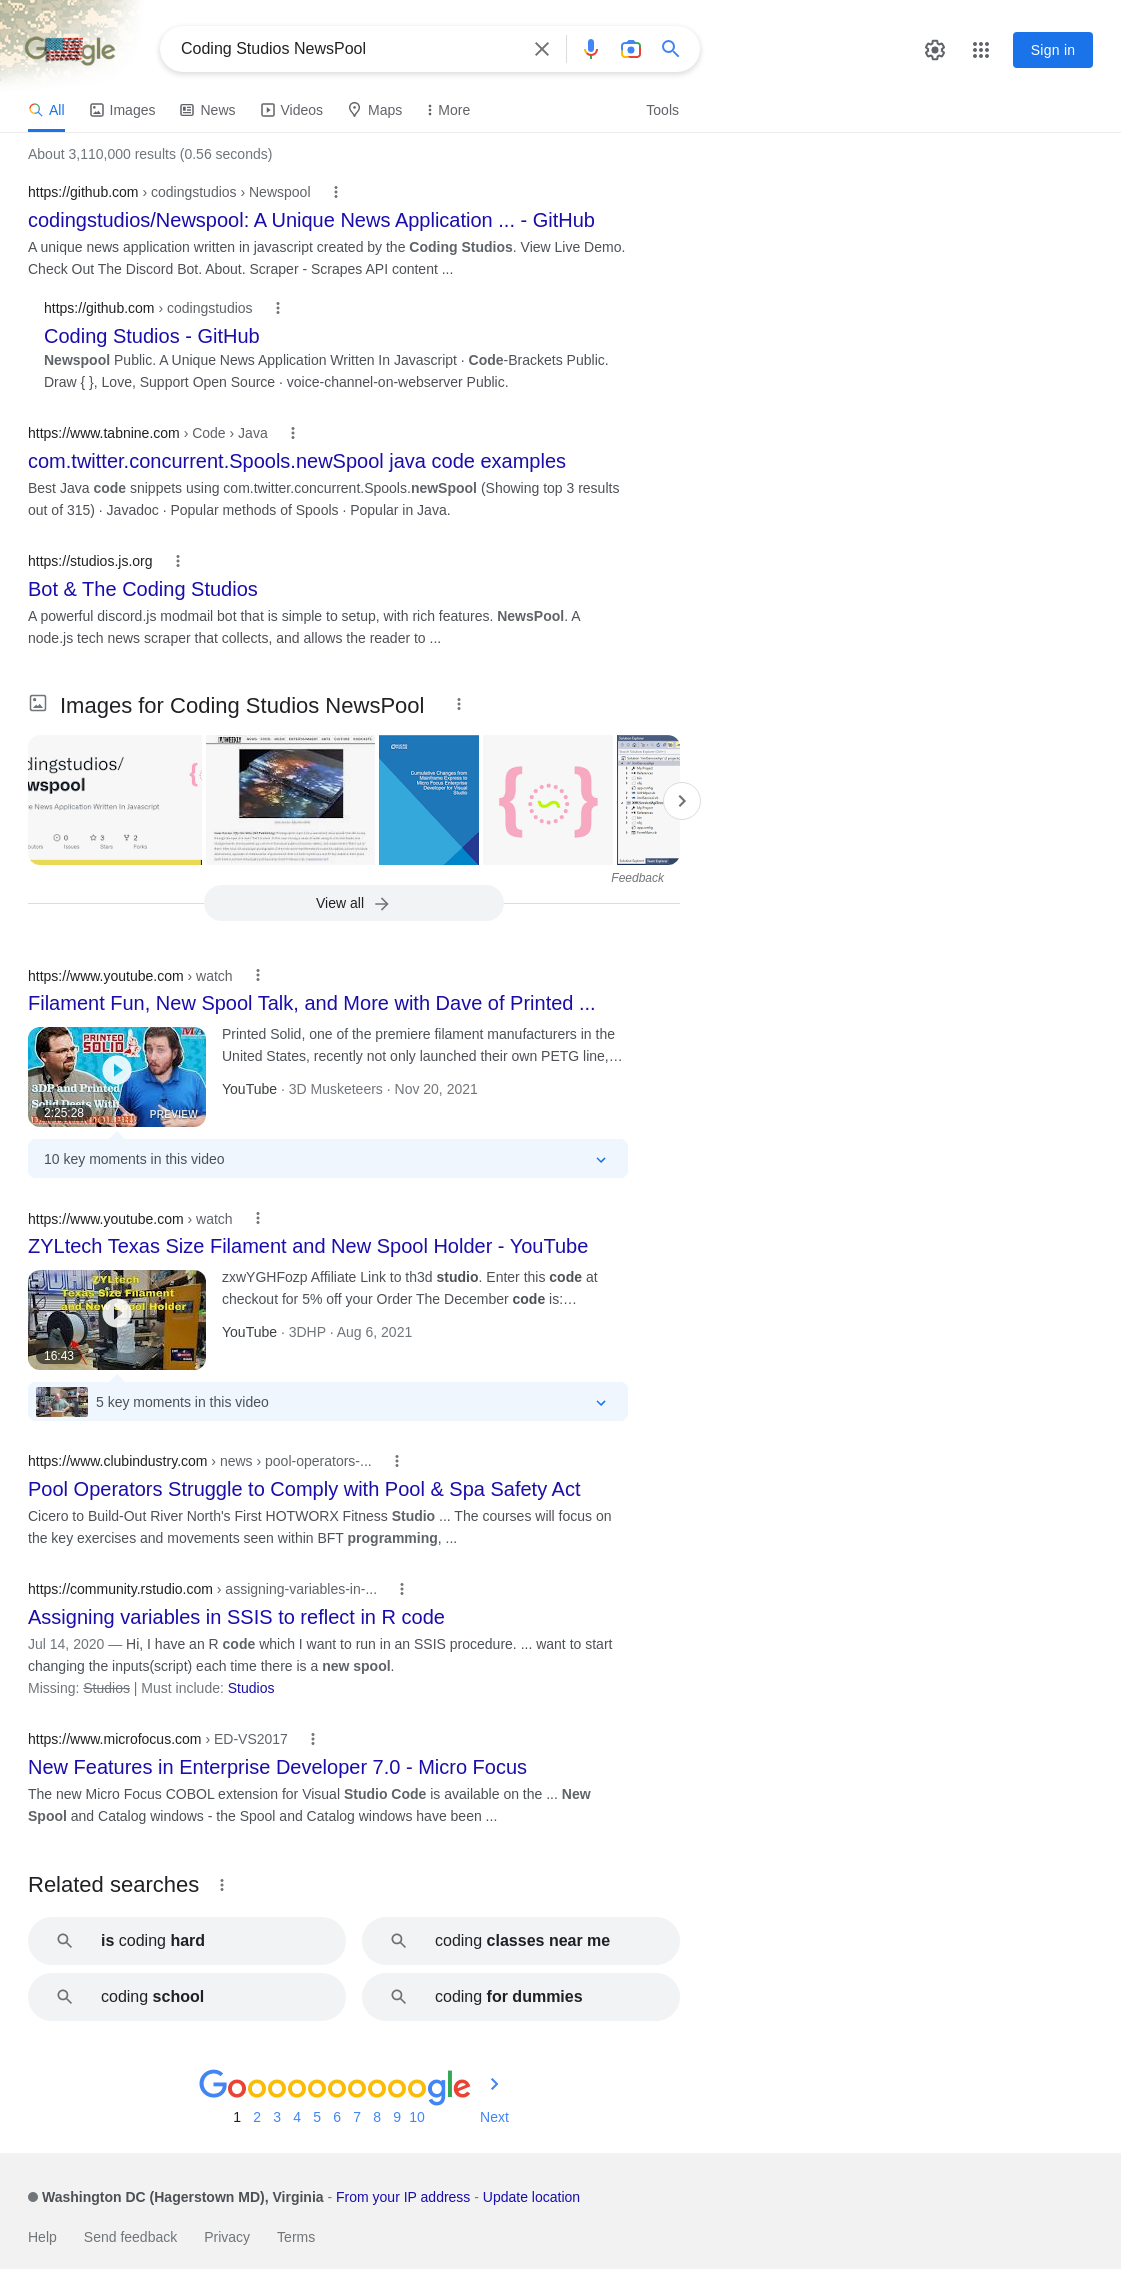 Google
Coding Studios NewsPool
Sign in
All
Images
News
Videos
Maps
More
Tools
About 3,110,000 results (0.56 seconds)
https://github.com › codingstudios › Newspool
codingstudios/Newspool: A Unique News Application ... - GitHub
A unique news application written in javascript created by the Coding Studios. View Live Demo.
Check Out The Discord Bot. About. Scraper - Scrapes API content ...
https://github.com › codingstudios
Coding Studios - GitHub
Newspool Public. A Unique News Application Written In Javascript · Code-Brackets Public.
Draw { }, Love, Support Open Source · voice-channel-on-webserver Public.
https://www.tabnine.com › Code › Java
com.twitter.concurrent.Spools.newSpool java code examples
Best Java code snippets using com.twitter.concurrent.Spools.newSpool (Showing top 3 results
out of 315) · Javadoc · Popular methods of Spools · Popular in Java.
https://studios.js.org
Bot & The Coding Studios
A powerful discord.js modmail bot that is simple to setup, with rich features. NewsPool. A
node.js tech news scraper that collects, and allows the reader to ...
Images for Coding Studios NewsPool
dingstudios/
wspool
e News Application Written In Javascript
0
3
2
utors
Issues
Stars
Forks
Cumulative Changes from
Mainframe Express to
Micro Focus Enterprise
Developer for Visual
Studio
{ }
Feedback
View all
https://www.youtube.com › watch
Filament Fun, New Spool Talk, and More with Dave of Printed ...
PRINTED
SOLID
3DP and Printed
Solid Deets With
2:25:28
PREVIEW
Printed Solid, one of the premiere filament manufacturers in the
United States, recently not only launched their own PETG line,…
YouTube · 3D Musketeers · Nov 20, 2021
10 key moments in this video
https://www.youtube.com › watch
ZYLtech Texas Size Filament and New Spool Holder - YouTube
ZYLtech
Texas Size Filament
and New Spool Holder
16:43
zxwYGHFozp Affiliate Link to th3d studio. Enter this code at
checkout for 5% off your Order The December code is:…
YouTube · 3DHP · Aug 6, 2021
5 key moments in this video
https://www.clubindustry.com › news › pool-operators-...
Pool Operators Struggle to Comply with Pool & Spa Safety Act
Cicero to Build-Out River North's First HOTWORX Fitness Studio ... The courses will focus on
the key exercises and movements seen within BFT programming, ...
https://community.rstudio.com › assigning-variables-in-...
Assigning variables in SSIS to reflect in R code
Jul 14, 2020 — Hi, I have an R code which I want to run in an SSIS procedure. ... want to start
changing the inputs(script) each time there is a new spool.
Missing: Studios | Must include: Studios
https://www.microfocus.com › ED-VS2017
New Features in Enterprise Developer 7.0 - Micro Focus
The new Micro Focus COBOL extension for Visual Studio Code is available on the ... New
Spool and Catalog windows - the Spool and Catalog windows have been ...
Related searches
is coding hard
coding classes near me
coding school
coding for dummies
Goooooooooogle
1 2 3 4 5 6 7 8 9 10 Next
Washington DC (Hagerstown MD), Virginia - From your IP address - Update location
Help Send feedback Privacy Terms